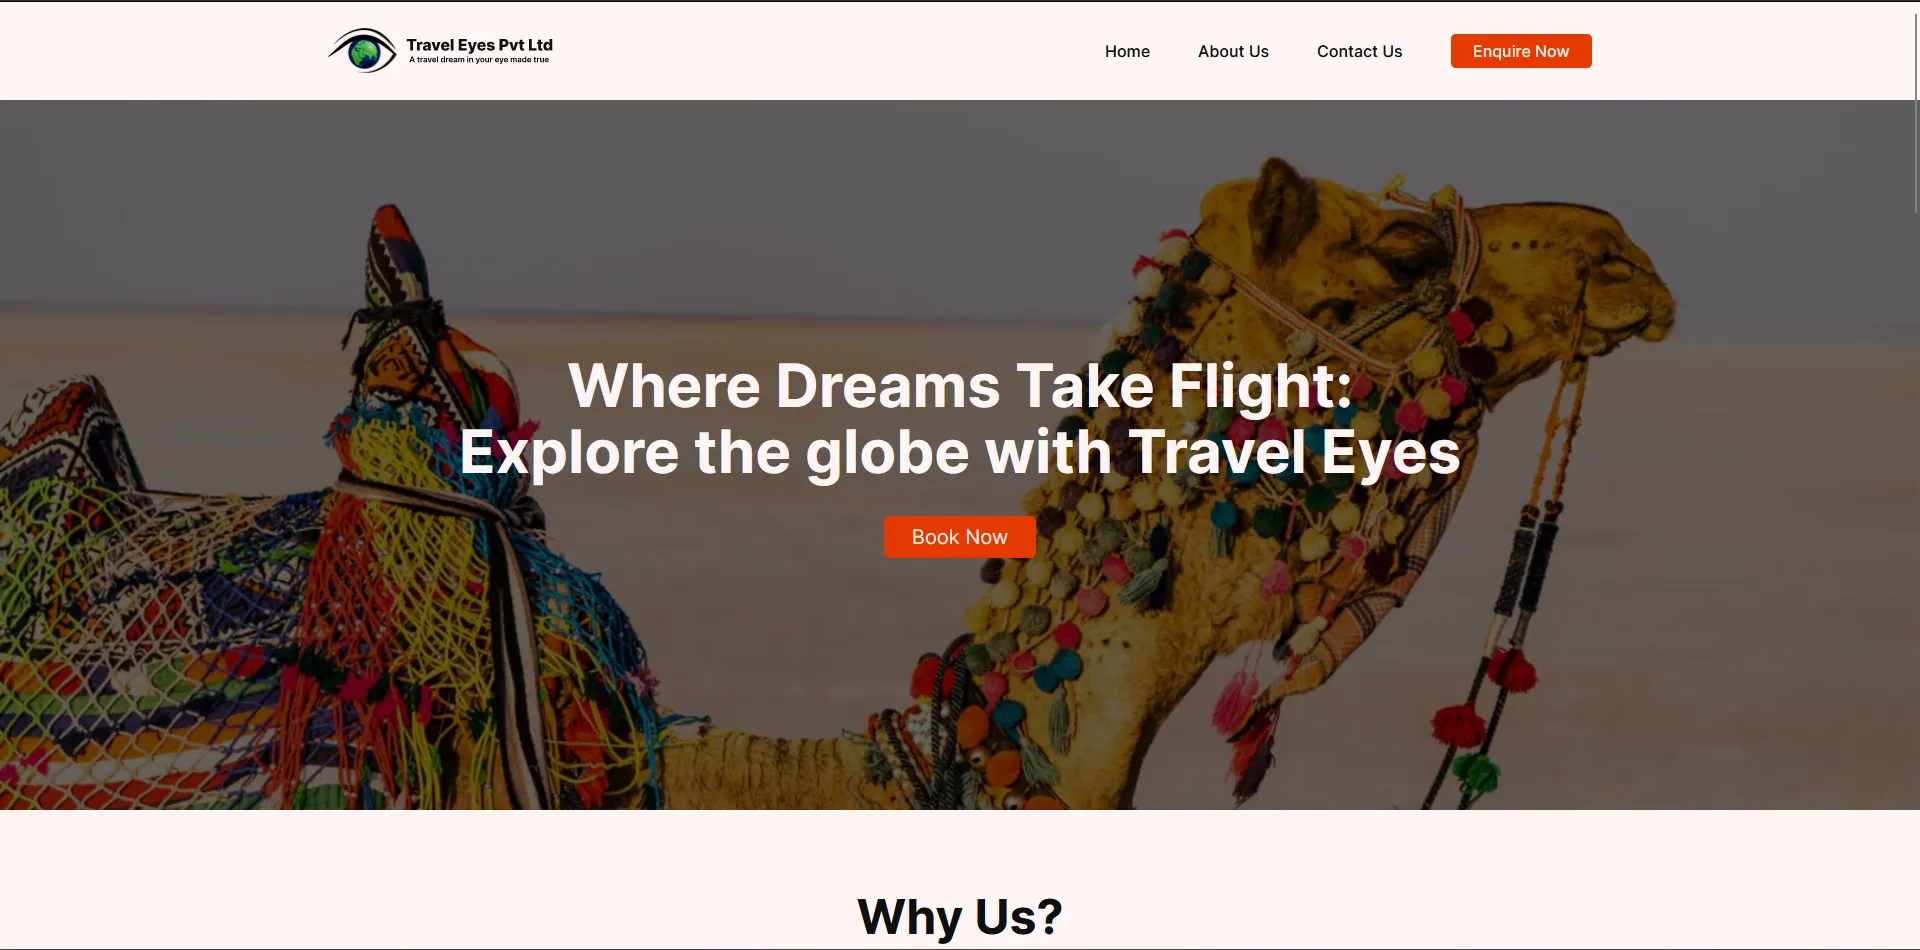 Travel Eyes Pvt Ltd
A travel dream in your eye made true
Home
About Us
Contact Us
Enquire Now
Where Dreams Take Flight:
Explore the globe with Travel Eyes
Book Now
Why Us?